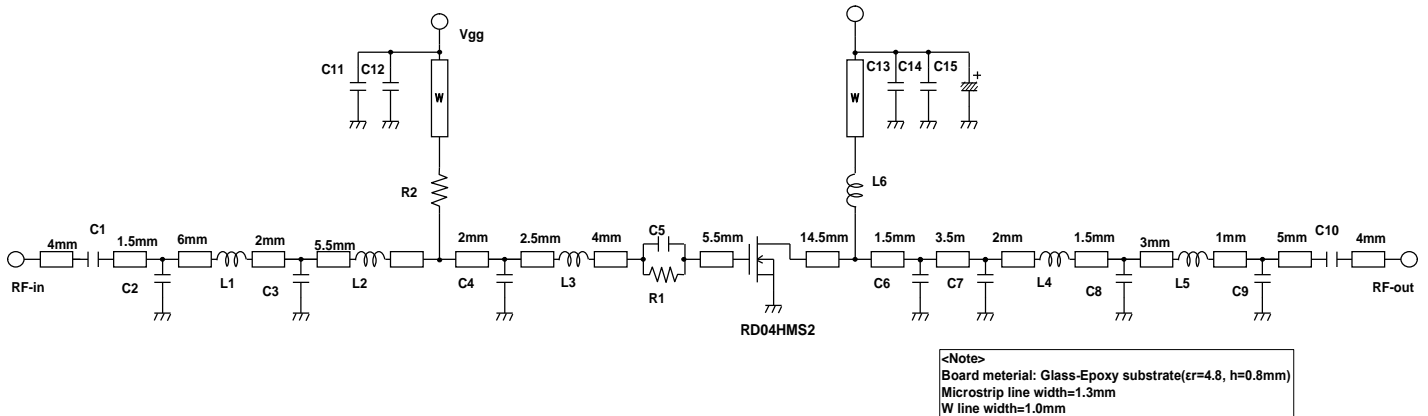 Vgg
C11
C12
W
C13
C14
C15
+
W
R2
L6
4mm
C1
1.5mm
6mm
2mm
5.5mm
2mm
2.5mm
4mm
C5
5.5mm
14.5mm
1.5mm
3.5m
2mm
1.5mm
3mm
1mm
5mm
C10
4mm
RF-in
C2
L1
C3
L2
C4
L3
R1
C6
C7
L4
C8
L5
C9
RF-out
RD04HMS2
<Note>
Board meterial: Glass-Epoxy substrate(εr=4.8, h=0.8mm)
Microstrip line width=1.3mm
W line width=1.0mm